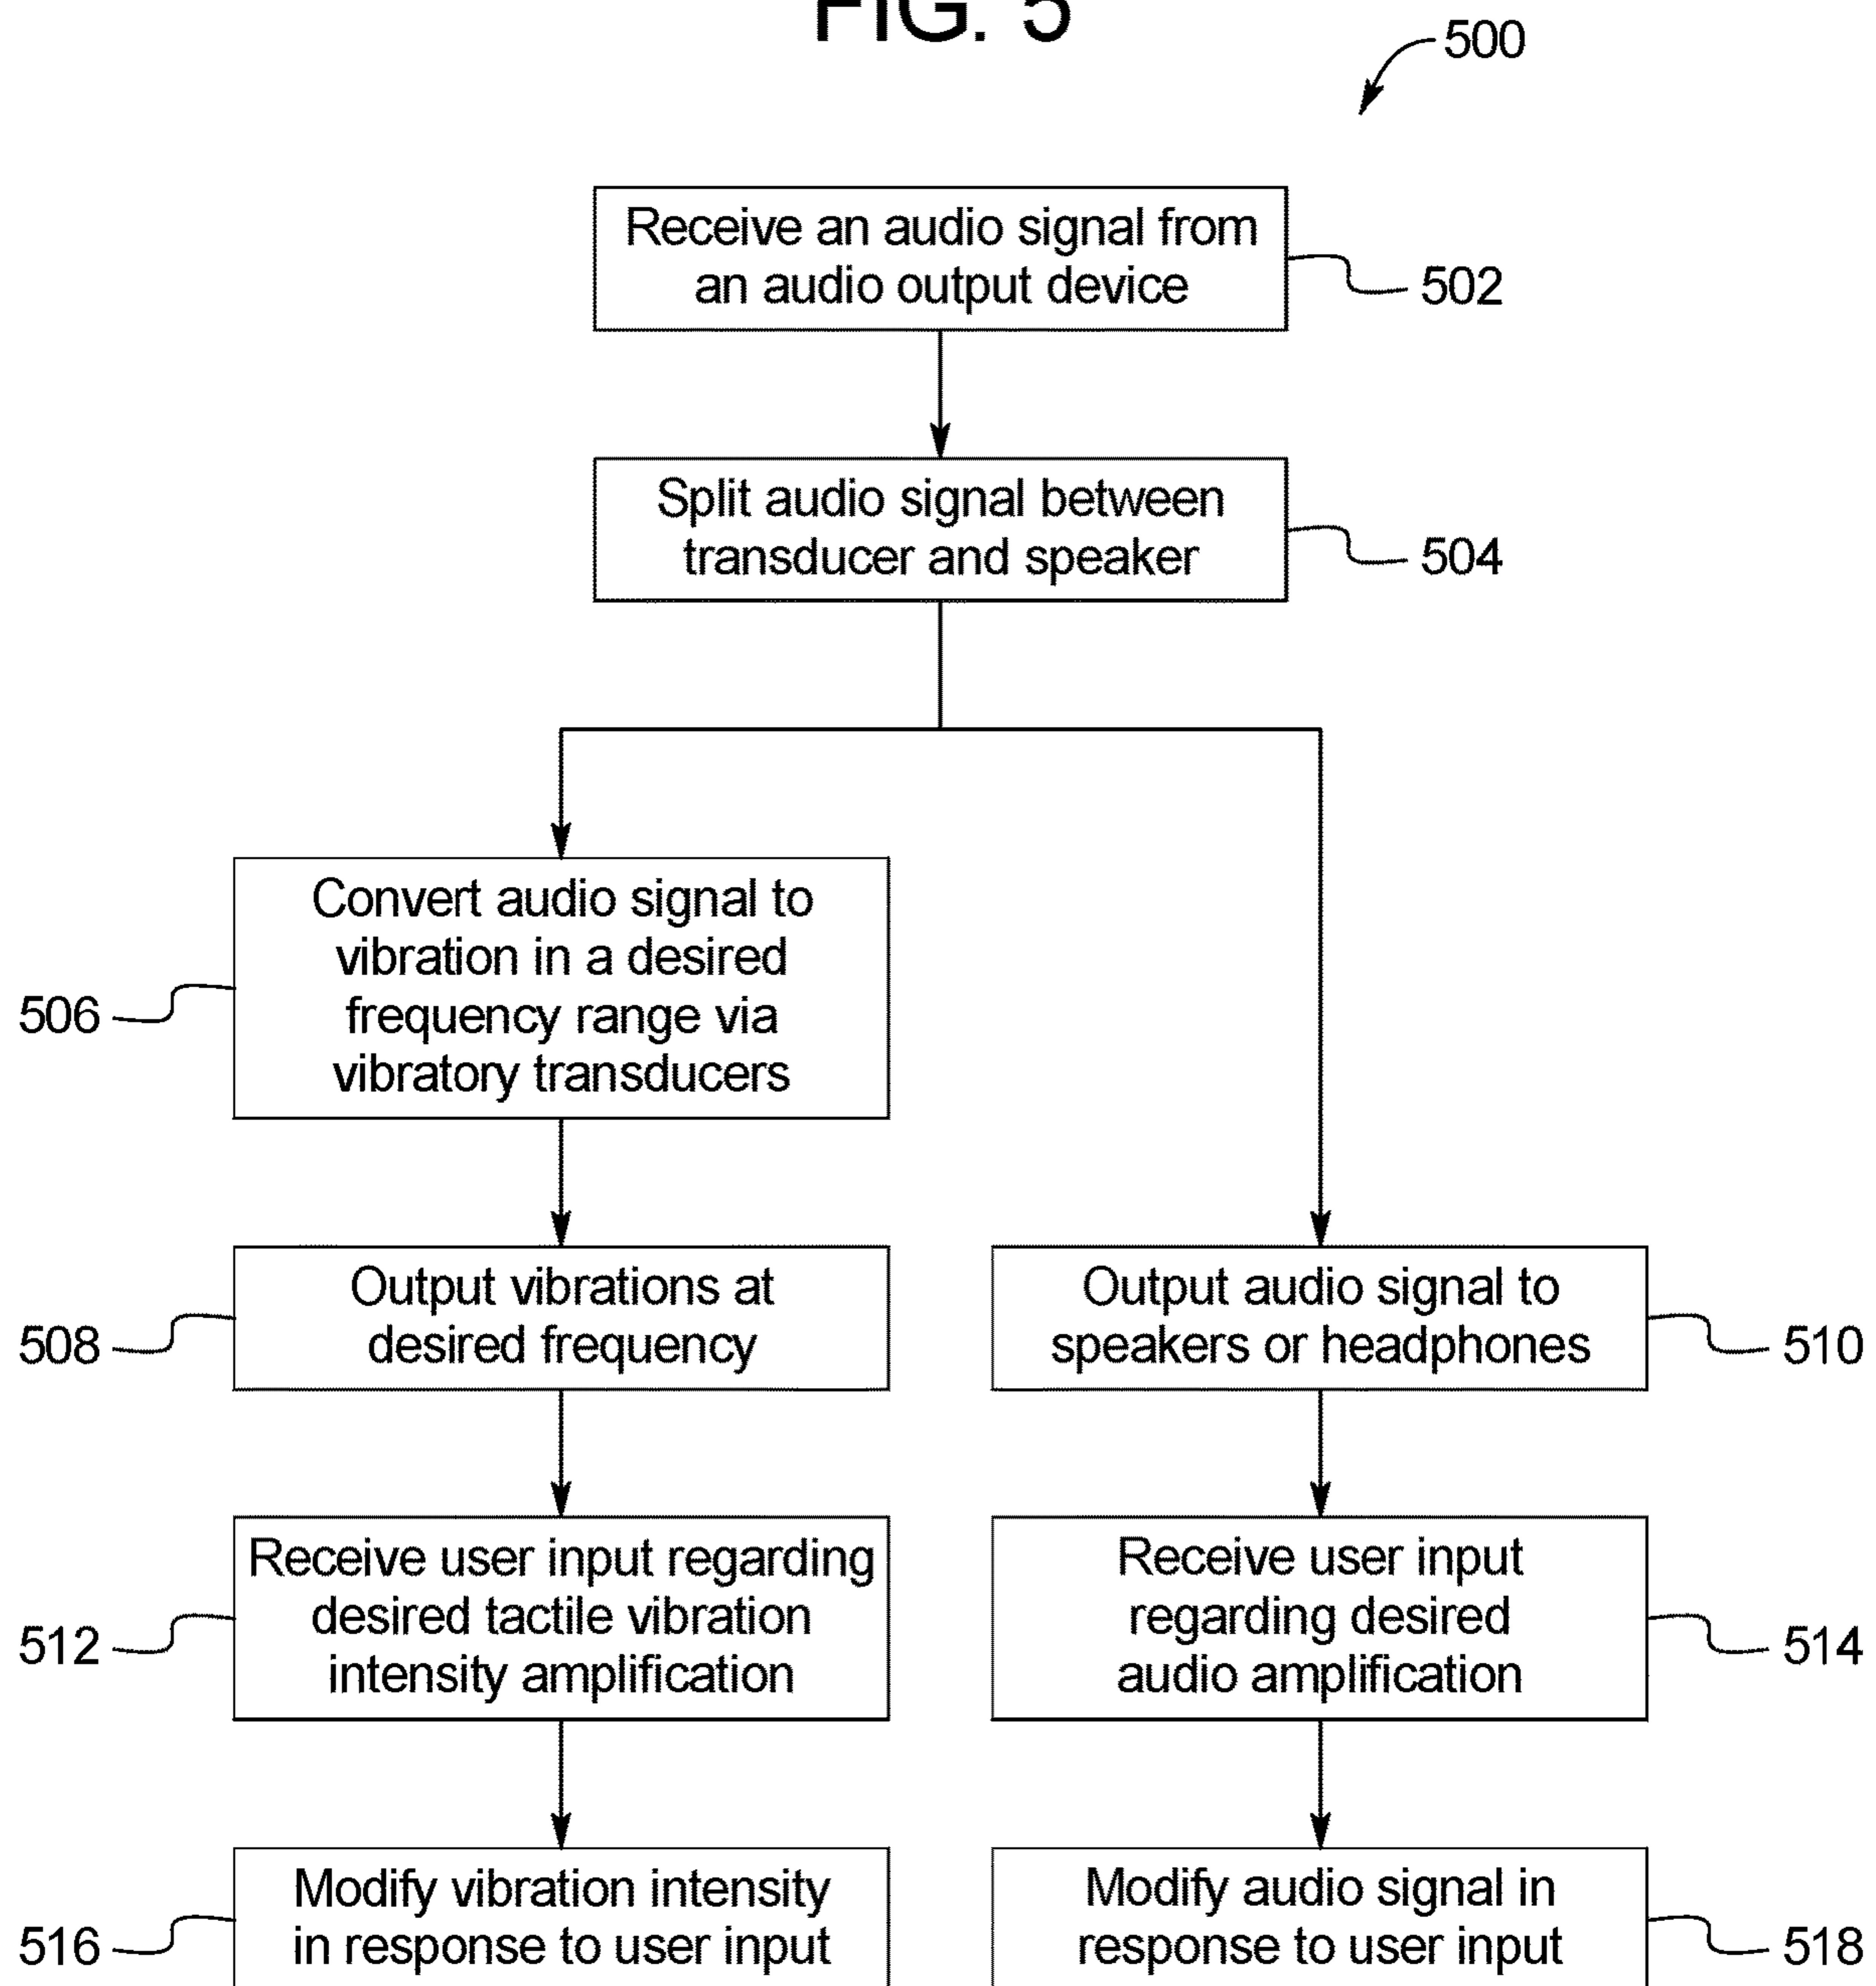 FIG. 5
500
Receive an audio signal from
an audio output device
502
Split audio signal between
transducer and speaker
504
Convert audio signal to
vibration in a desired
frequency range via
vibratory transducers
506
Output vibrations at
desired frequency
508
Output audio signal to
speakers or headphones
510
Receive user input regarding
desired tactile vibration
intensity amplification
512
Receive user input
regarding desired
audio amplification
514
Modify vibration intensity
in response to user input
516
Modify audio signal in
response to user input
518